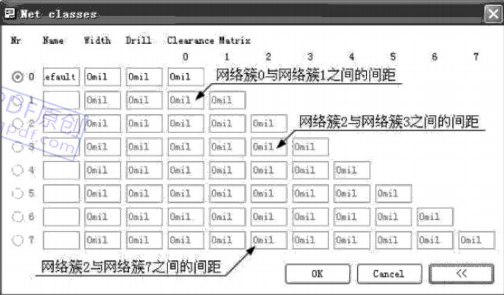 Net classes
Nr Name Width Drill Clearance Matrix
0 1 2 3 4 5 6 7
0 efault 0mil 0mil 0mil 网络簇0与网络簇1之间的间距
1 0mil 0mil 0mil 0mil
2 0mil 0mil 0mil 0mil 0mil 网络簇2与网络簇3之间的间距
3 0mil 0mil 0mil 0mil 0mil 0mil
4 0mil 0mil 0mil 0mil 0mil 0mil 0mil
5 0mil 0mil 0mil 0mil 0mil 0mil 0mil 0mil
6 0mil 0mil 0mil 0mil 0mil 0mil 0mil 0mil 0mil
7 0mil 0mil 0mil 0mil 0mil 0mil 0mil 0mil 0mil 0mil
网络簇2与网络簇7之间的间距
OK Cancel <<